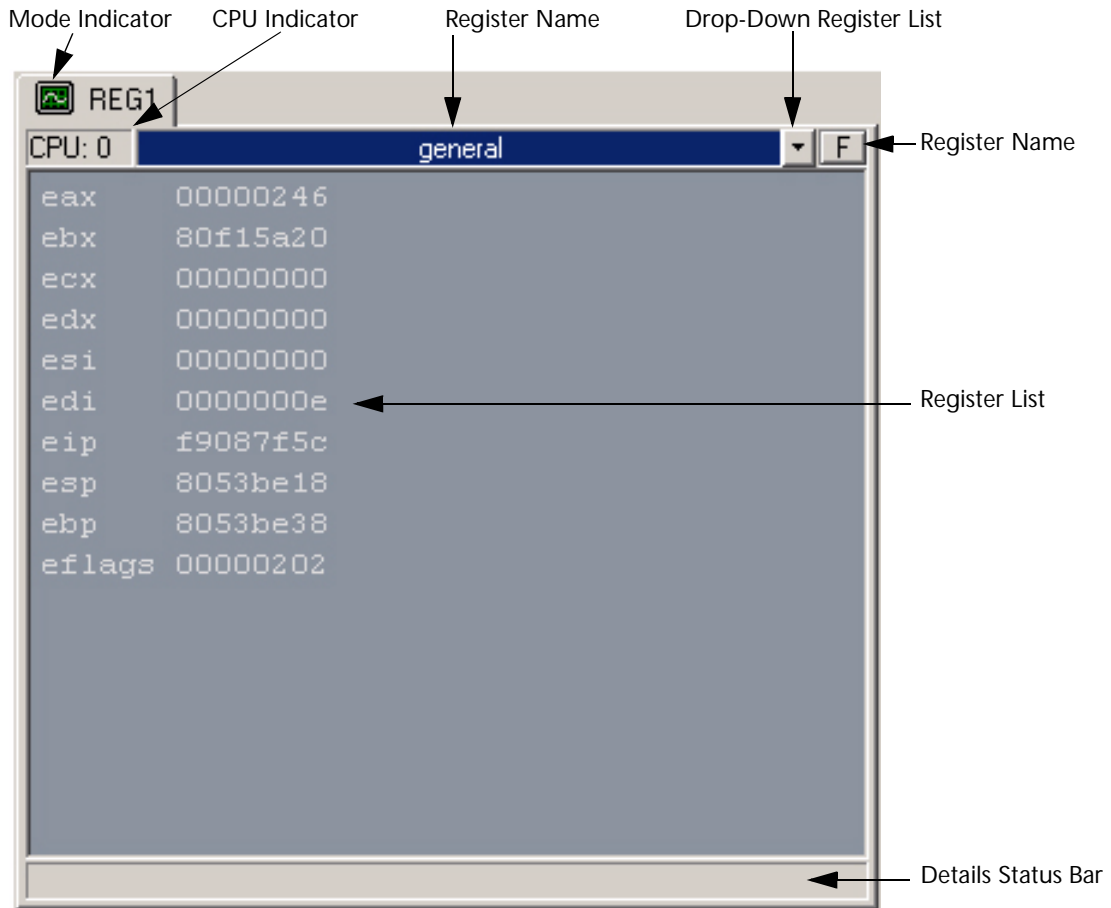 Mode Indicator CPU Indicator Register Name Drop-Down Register List
REG1
CPU: 0 general F Register Name
eax 00000246
ebx 80f15a20
ecx 00000000
edx 00000000
esi 00000000
edi 0000000e Register List
eip f9087f5c
esp 8053be18
ebp 8053be38
eflags 00000202
Details Status Bar